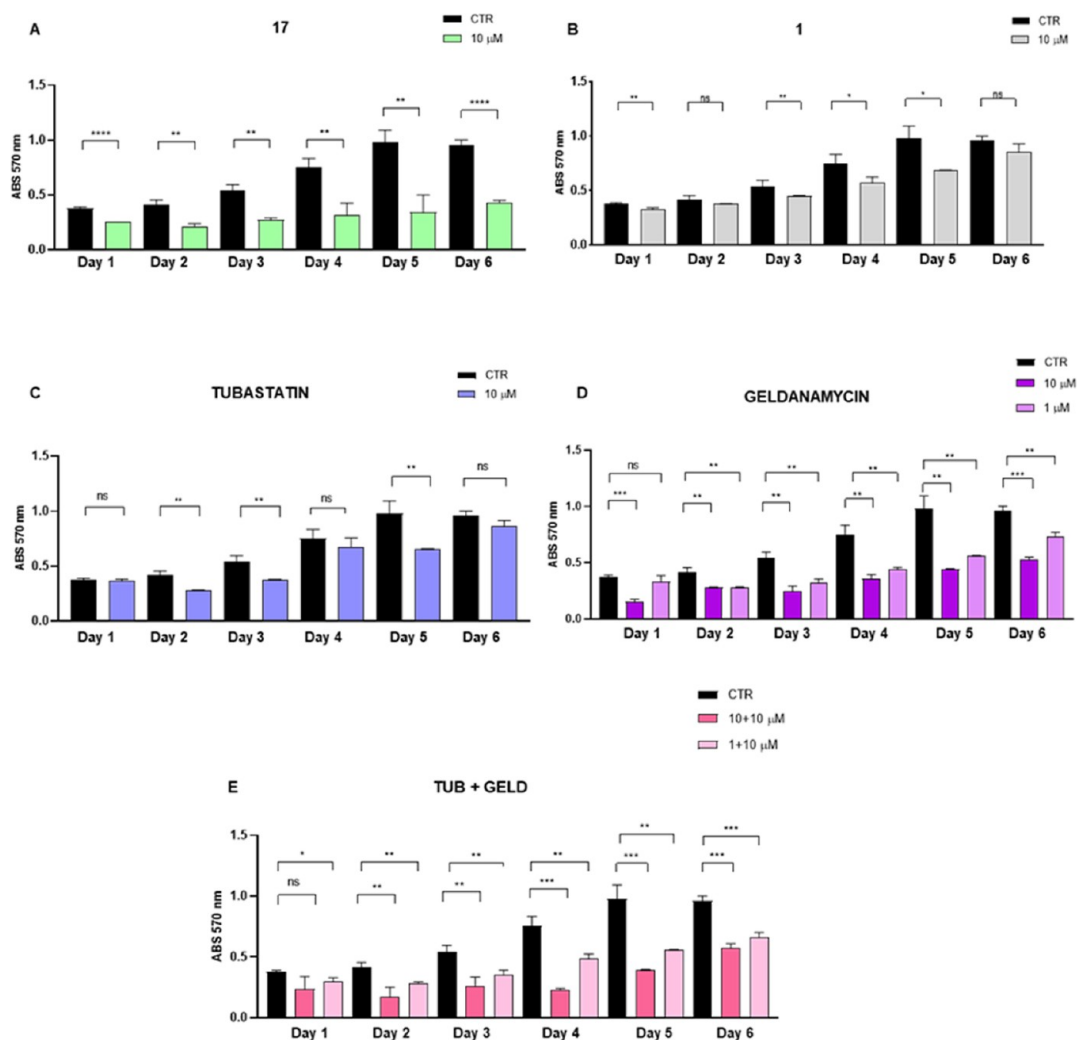 A
17
CTR
10 µM
ABS 570 nm
1.5
1.0
0.5
0.0
**** ** ** ** ** ****
Day 1 Day 2 Day 3 Day 4 Day 5 Day 6
B
1
CTR
10 µM
ABS 570 nm
1.5
1.0
0.5
0.0
** ns ** * * ns
Day 1 Day 2 Day 3 Day 4 Day 5 Day 6
C
TUBASTATIN
CTR
10 µM
ABS 570 nm
1.5
1.0
0.5
0.0
ns ** ** ns ** ns
Day 1 Day 2 Day 3 Day 4 Day 5 Day 6
D
GELDANAMYCIN
CTR
10 µM
1 µM
ABS 570 nm
1.5
1.0
0.5
0.0
ns ** ** ** ** **
*** ** ** ** ** ***
Day 1 Day 2 Day 3 Day 4 Day 5 Day 6
E
TUB + GELD
CTR
10+10 µM
1+10 µM
ABS 570 nm
1.5
1.0
0.5
0.0
* ** ** ** ** ***
ns ** ** *** *** ***
Day 1 Day 2 Day 3 Day 4 Day 5 Day 6